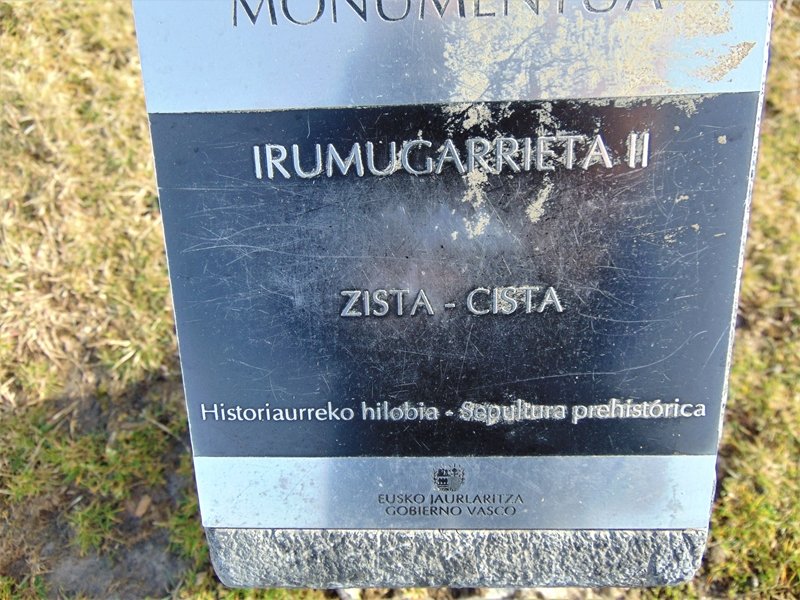 MONUMENTUA
IRUMUGARRIETA II
ZISTA - CISTA
Historiaurreko hilobia - Sepultura prehistórica
EUSKO JAURLARITZA
GOBIERNO VASCO